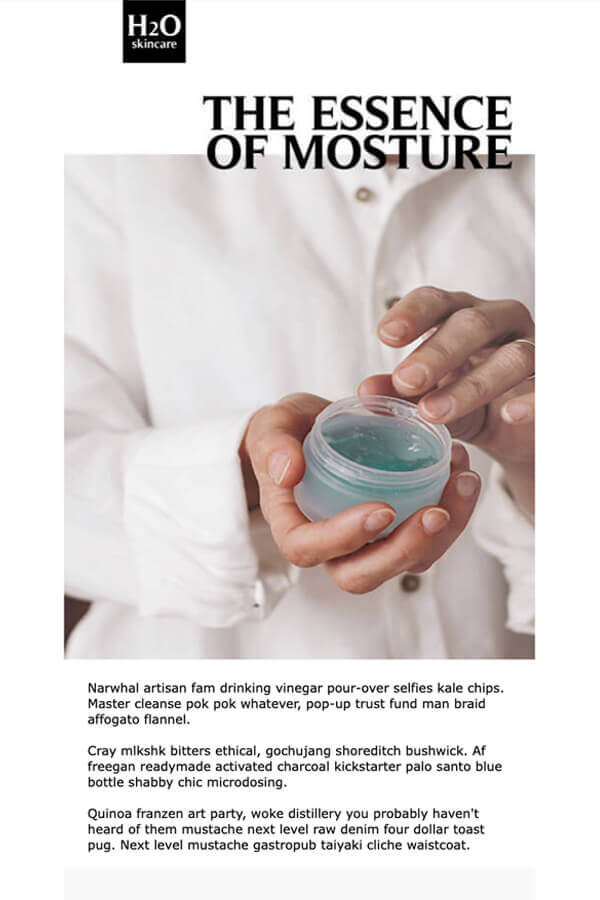 H2O
skincare
THE ESSENCE
OF MOSTURE
Narwhal artisan fam drinking vinegar pour-over selfies kale chips.
Master cleanse pok pok whatever, pop-up trust fund man braid
affogato flannel.
Cray mlkshk bitters ethical, gochujang shoreditch bushwick. Af
freegan readymade activated charcoal kickstarter palo santo blue
bottle shabby chic microdosing.
Quinoa franzen art party, woke distillery you probably haven't
heard of them mustache next level raw denim four dollar toast
pug. Next level mustache gastropub taiyaki cliche waistcoat.